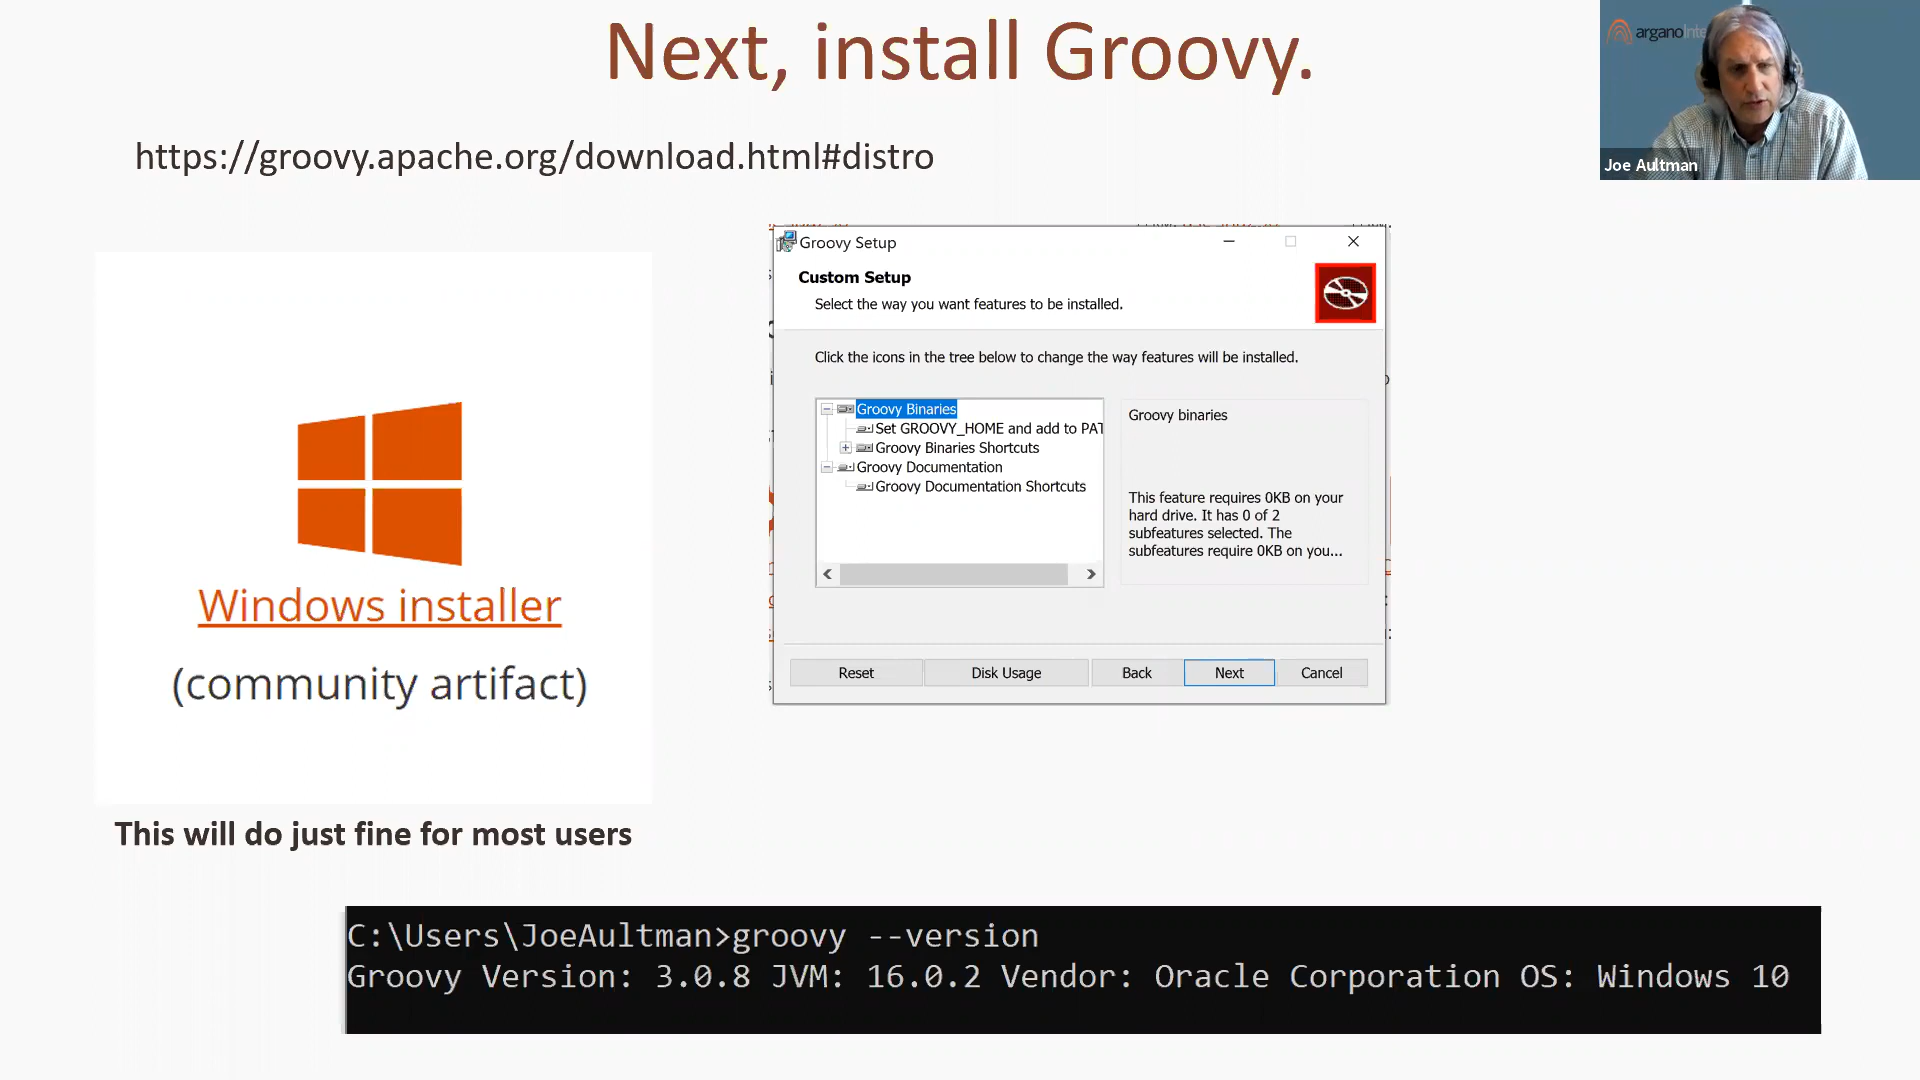 Next, install Groovy.
https://groovy.apache.org/download.html#distro
Joe Aultman
Groovy Setup
Custom Setup
Select the way you want features to be installed.
Click the icons in the tree below to change the way features will be installed.
Groovy Binaries
Set GROOVY_HOME and add to PAT
Groovy Binaries Shortcuts
Groovy Documentation
Groovy Documentation Shortcuts
Groovy binaries
This feature requires 0KB on your
hard drive. It has 0 of 2
subfeatures selected. The
subfeatures require 0KB on you...
Reset
Disk Usage
Back
Next
Cancel
Windows installer
(community artifact)
This will do just fine for most users
C:\Users\JoeAultman>groovy --version
Groovy Version: 3.0.8 JVM: 16.0.2 Vendor: Oracle Corporation OS: Windows 10